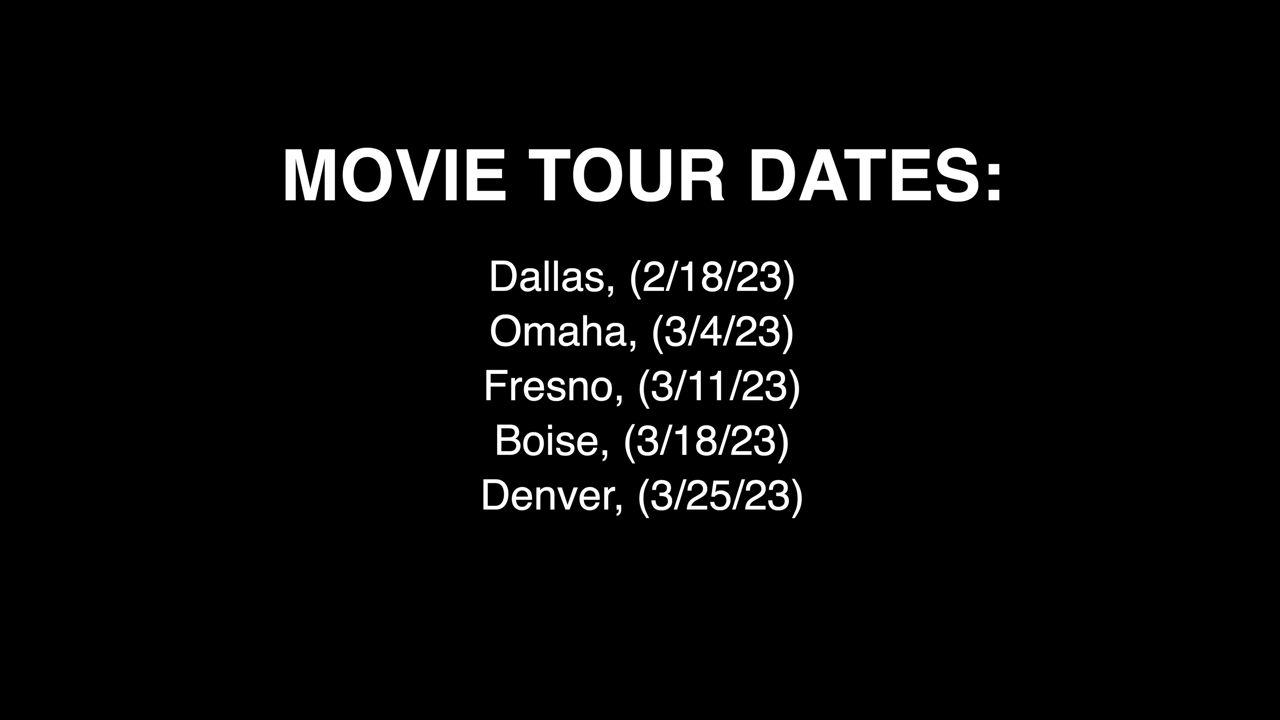 MOVIE TOUR DATES:
Dallas, (2/18/23)
Omaha, (3/4/23)
Fresno, (3/11/23)
Boise, (3/18/23)
Denver, (3/25/23)